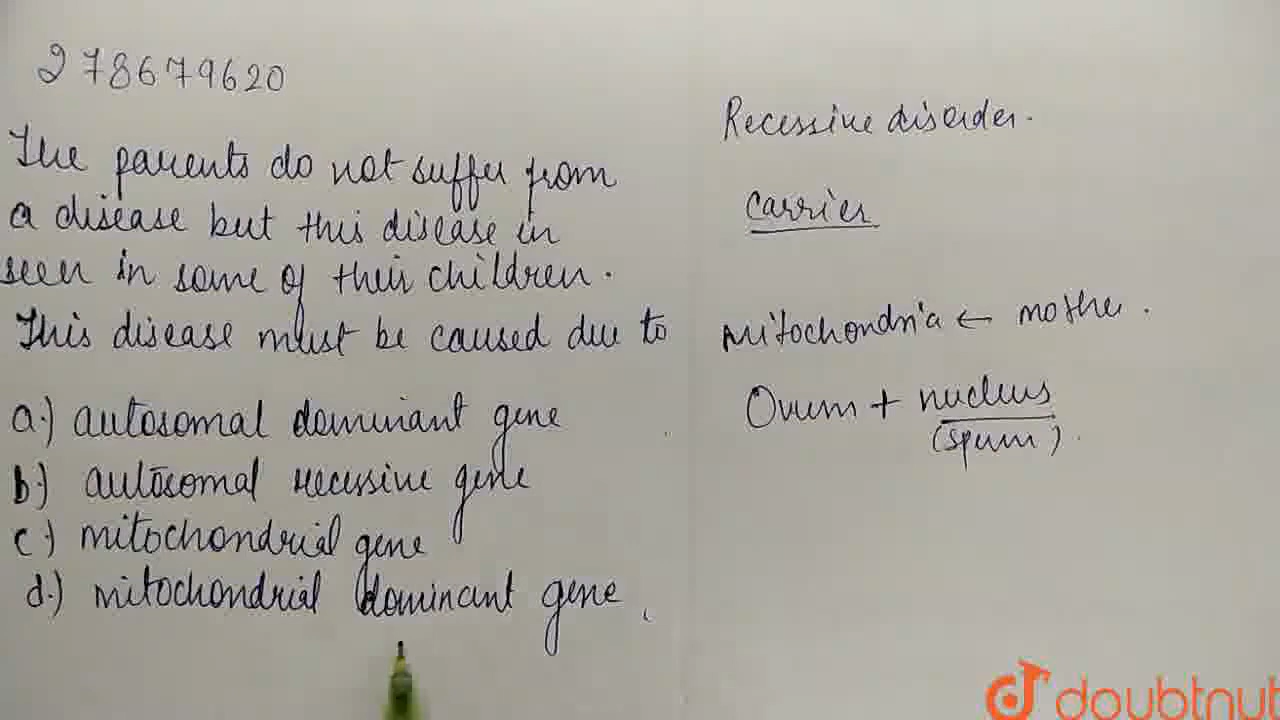 278679620
The parents do not suffer from
a disease but this disease in
seen in some of their children.
This disease must be caused due to
a.) autosomal dominant gene
b.) autosomal recessive gene
c.) mitochondrial gene
d.) mitochondrial dominant gene.
Recessive disorder.
carrier
Mitochondria ← mother.
Ovum + nucleus
(sperm).
doubtnut